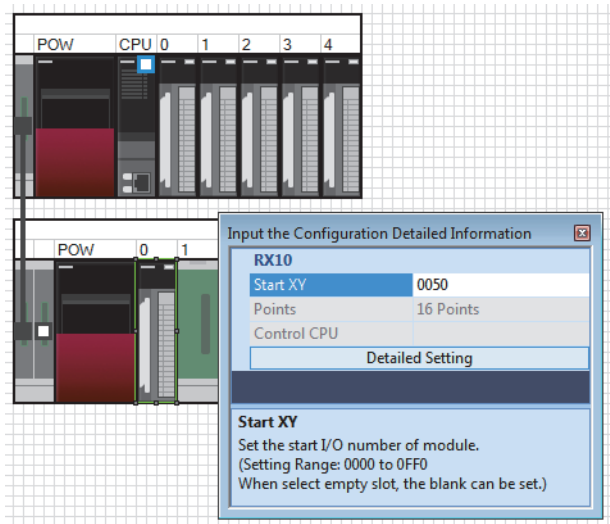 POW CPU 0 1 2 3 4
POW 0 1
Input the Configuration Detailed Information
RX10
Start XY 0050
Points 16 Points
Control CPU
Detailed Setting
Start XY
Set the start I/O number of module.
(Setting Range: 0000 to 0FF0
When select empty slot, the blank can be set.)